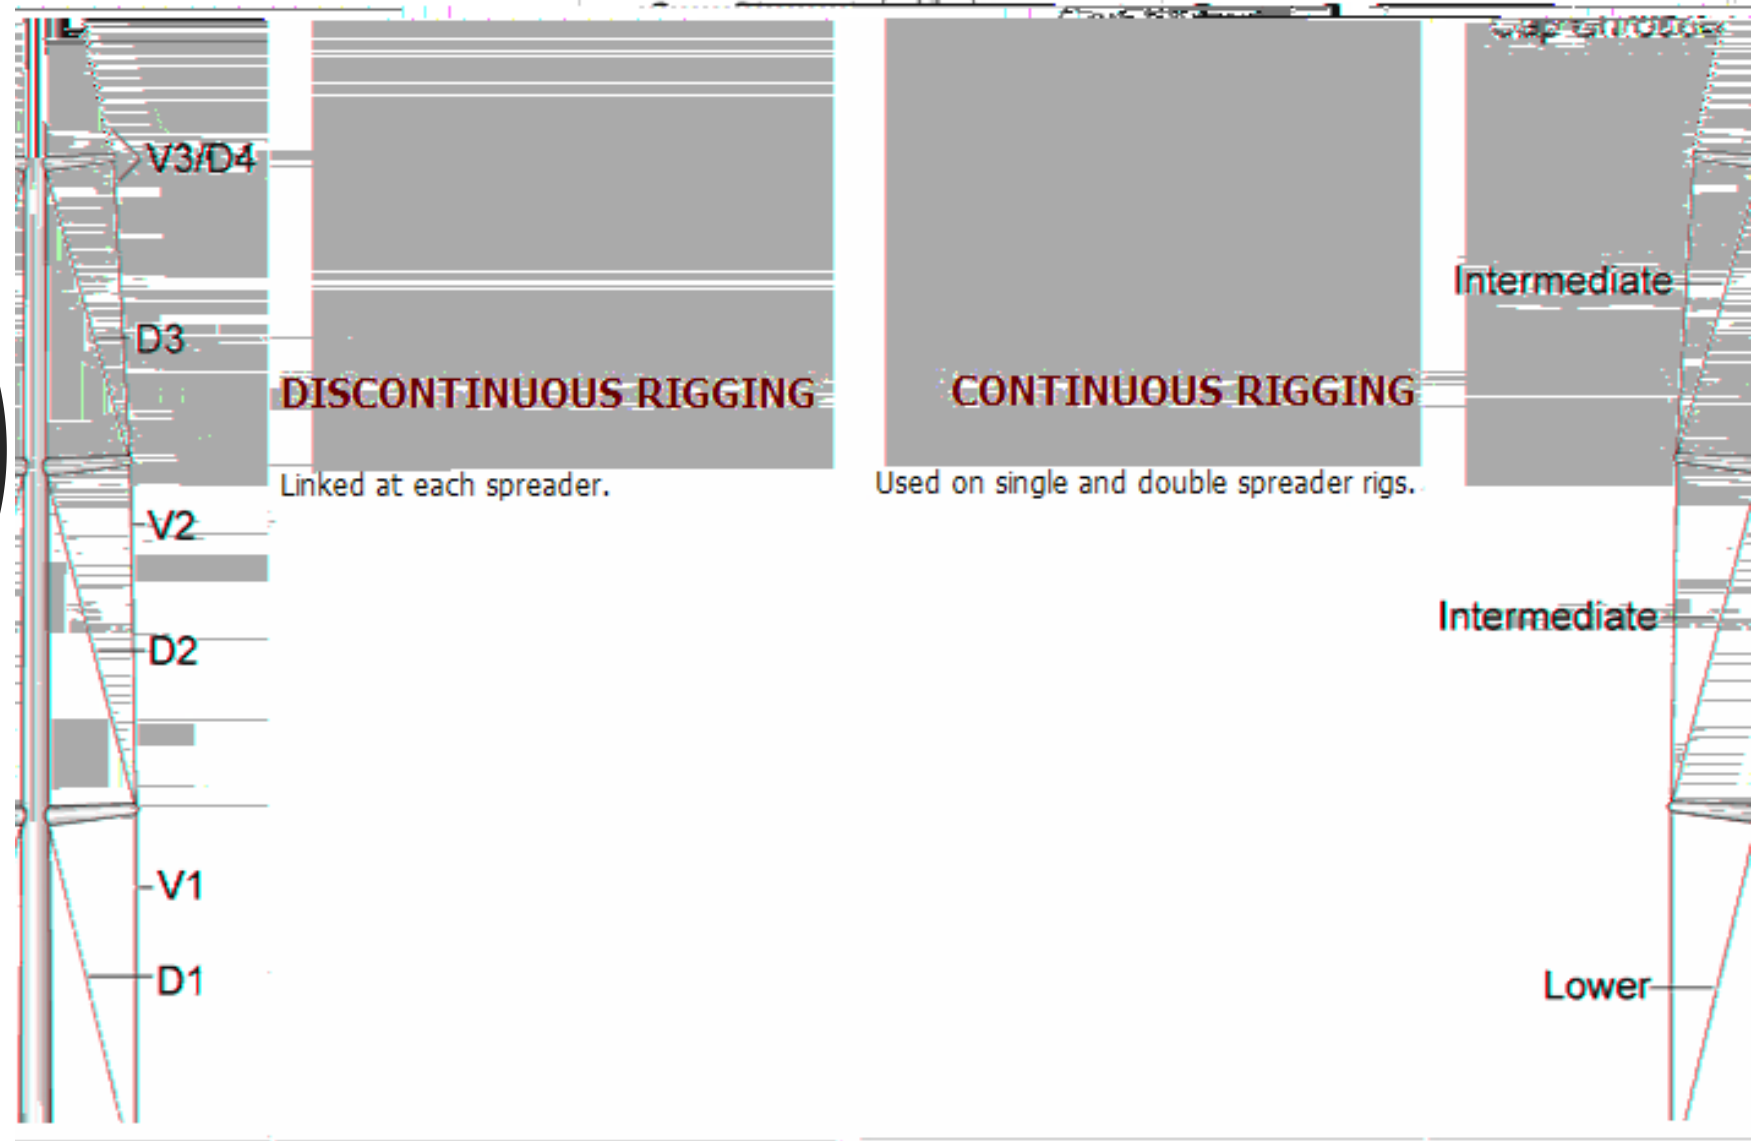 V3/D4
Intermediate
D3
DISCONTINUOUS RIGGING
CONTINUOUS RIGGING
Linked at each spreader.
Used on single and double spreader rigs.
V2
Intermediate
D2
V1
D1
Lower